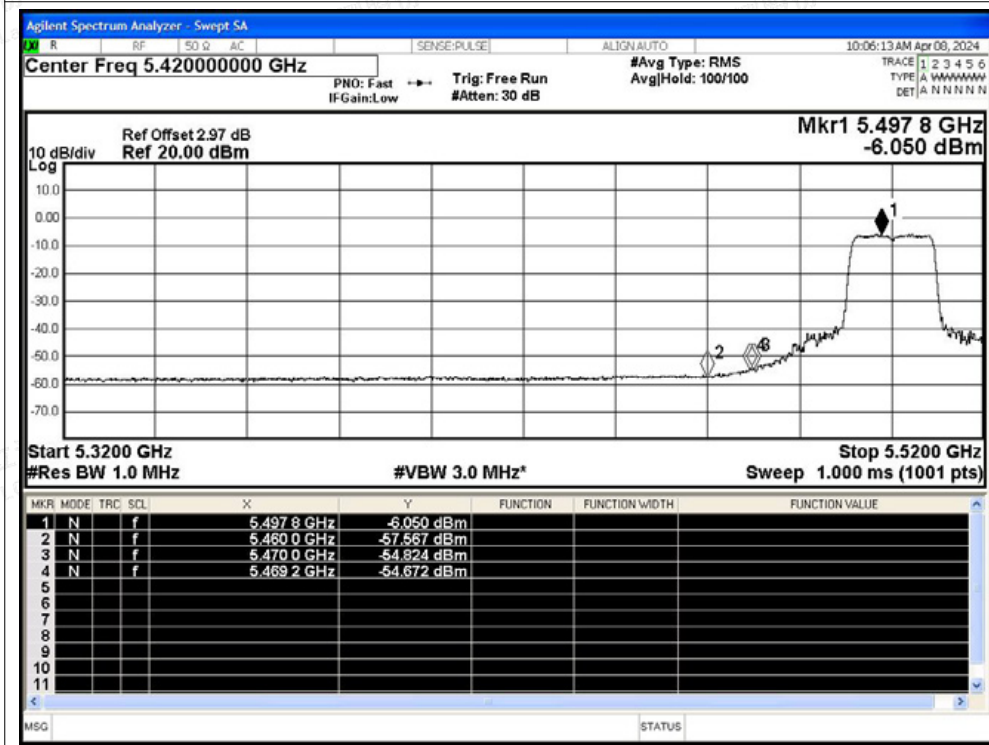 Agilent Spectrum Analyzer - Swept SA
LXI R RF 50 Ω AC SENSE:PULSE ALIGN AUTO 10:06:13 AM Apr 08, 2024
Center Freq 5.420000000 GHz
PNO: Fast
IFGain:Low
Trig: Free Run
#Atten: 30 dB
#Avg Type: RMS
Avg|Hold: 100/100
TRACE 1 2 3 4 5 6
TYPE A WWWWW
DET A N N N N N
Ref Offset 2.97 dB
10 dB/div Ref 20.00 dBm
Log
Mkr1 5.497 8 GHz
-6.050 dBm
10.0
0.00
-10.0
-20.0
-30.0
-40.0
-50.0
-60.0
-70.0
1
2
4 3
Start 5.3200 GHz Stop 5.5200 GHz
#Res BW 1.0 MHz #VBW 3.0 MHz* Sweep 1.000 ms (1001 pts)
MKR MODE TRC SCL X Y FUNCTION FUNCTION WIDTH FUNCTION VALUE
1 N f 5.497 8 GHz -6.050 dBm
2 N f 5.460 0 GHz -57.567 dBm
3 N f 5.470 0 GHz -54.824 dBm
4 N f 5.469 2 GHz -54.672 dBm
5
6
7
8
9
10
11
MSG STATUS